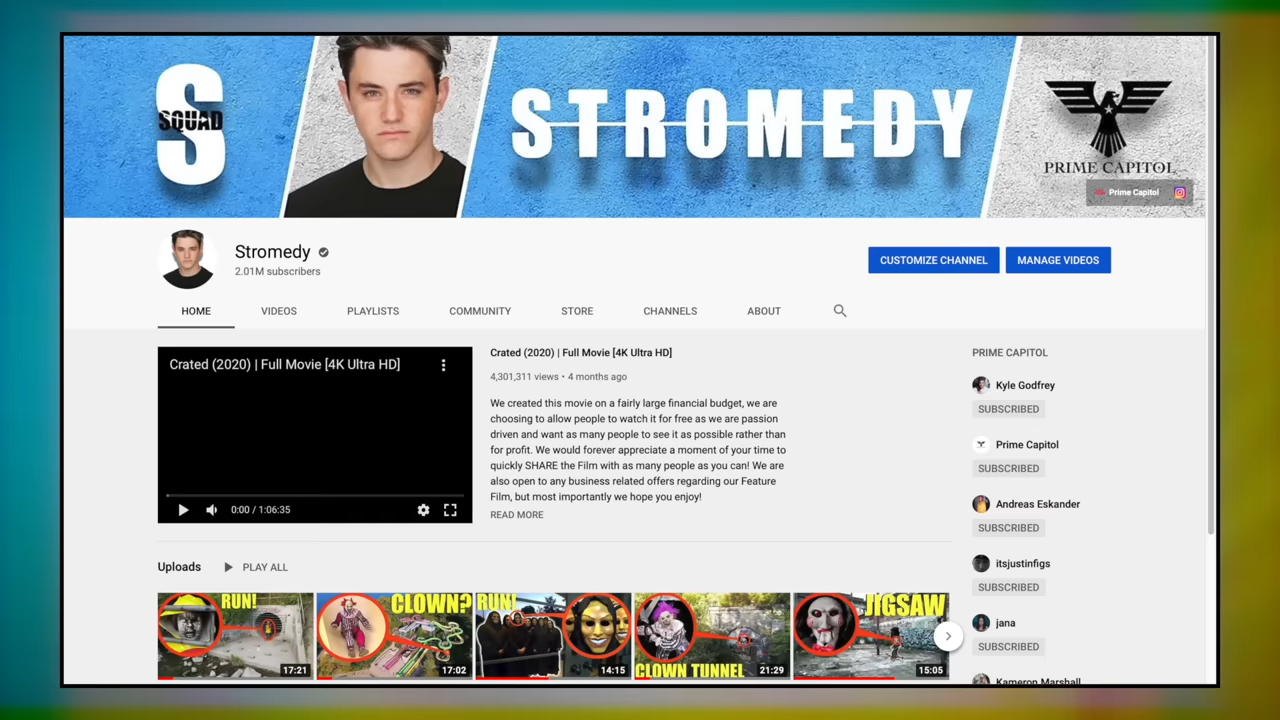 S
SQUAD
STROMEDY
PRIME CAPITOL
Prime Capitol
Stromedy
2.01M subscribers
CUSTOMIZE CHANNEL
MANAGE VIDEOS
HOME
VIDEOS
PLAYLISTS
COMMUNITY
STORE
CHANNELS
ABOUT
Crated (2020) | Full Movie [4K Ultra HD]
0:00 / 1:06:35
Crated (2020) | Full Movie [4K Ultra HD]
4,301,311 views • 4 months ago
We created this movie on a fairly large financial budget, we are
choosing to allow people to watch it for free as we are passion
driven and want as many people to see it as possible rather than
for profit. We would forever appreciate a moment of your time to
quickly SHARE the Film with as many people as you can! We are
also open to any business related offers regarding our Feature
Film, but most importantly we hope you enjoy!
READ MORE
PRIME CAPITOL
Kyle Godfrey
SUBSCRIBED
Prime Capitol
SUBSCRIBED
Andreas Eskander
SUBSCRIBED
itsjustinfigs
SUBSCRIBED
jana
SUBSCRIBED
Kameron Marshall
Uploads
PLAY ALL
RUN!
17:21
CLOWN?
17:02
RUN!
14:15
CLOWN TUNNEL
21:29
JIGSAW
15:05